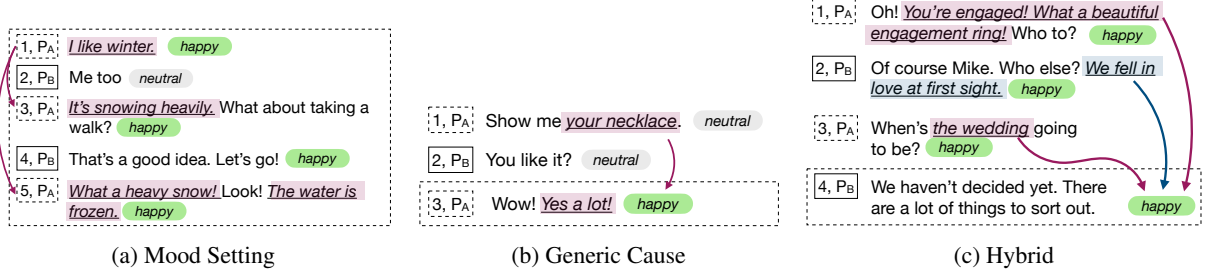 1, PA I like winter. happy
2, PB Me too neutral
3, PA It's snowing heavily. What about taking a
walk? happy
4, PB That's a good idea. Let's go! happy
5, PA What a heavy snow! Look! The water is
frozen. happy
(a) Mood Setting
1, PA Show me your necklace. neutral
2, PB You like it? neutral
3, PA Wow! Yes a lot! happy
(b) Generic Cause
1, PA Oh! You're engaged! What a beautiful
engagement ring! Who to? happy
2, PB Of course Mike. Who else? We fell in
love at first sight. happy
3, PA When's the wedding going
to be? happy
4, PB We haven't decided yet. There
are a lot of things to sort out. happy
(c) Hybrid